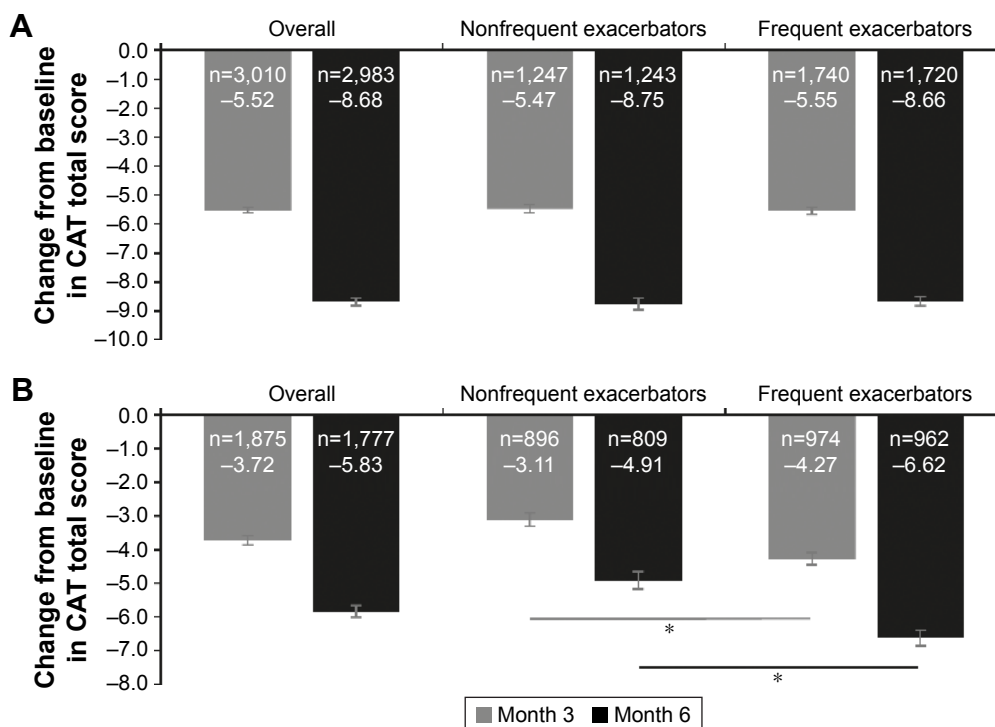 A
Overall
Nonfrequent exacerbators
Frequent exacerbators
Change from baseline
in CAT total score
0.0
–1.0
–2.0
–3.0
–4.0
–5.0
–6.0
–7.0
–8.0
–9.0
–10.0
n=3,010
–5.52
n=2,983
–8.68
n=1,247
–5.47
n=1,243
–8.75
n=1,740
–5.55
n=1,720
–8.66
B
Overall
Nonfrequent exacerbators
Frequent exacerbators
Change from baseline
in CAT total score
0.0
–1.0
–2.0
–3.0
–4.0
–5.0
–6.0
–7.0
–8.0
n=1,875
–3.72
n=1,777
–5.83
n=896
–3.11
n=809
–4.91
n=974
–4.27
n=962
–6.62
*
*
Month 3
Month 6